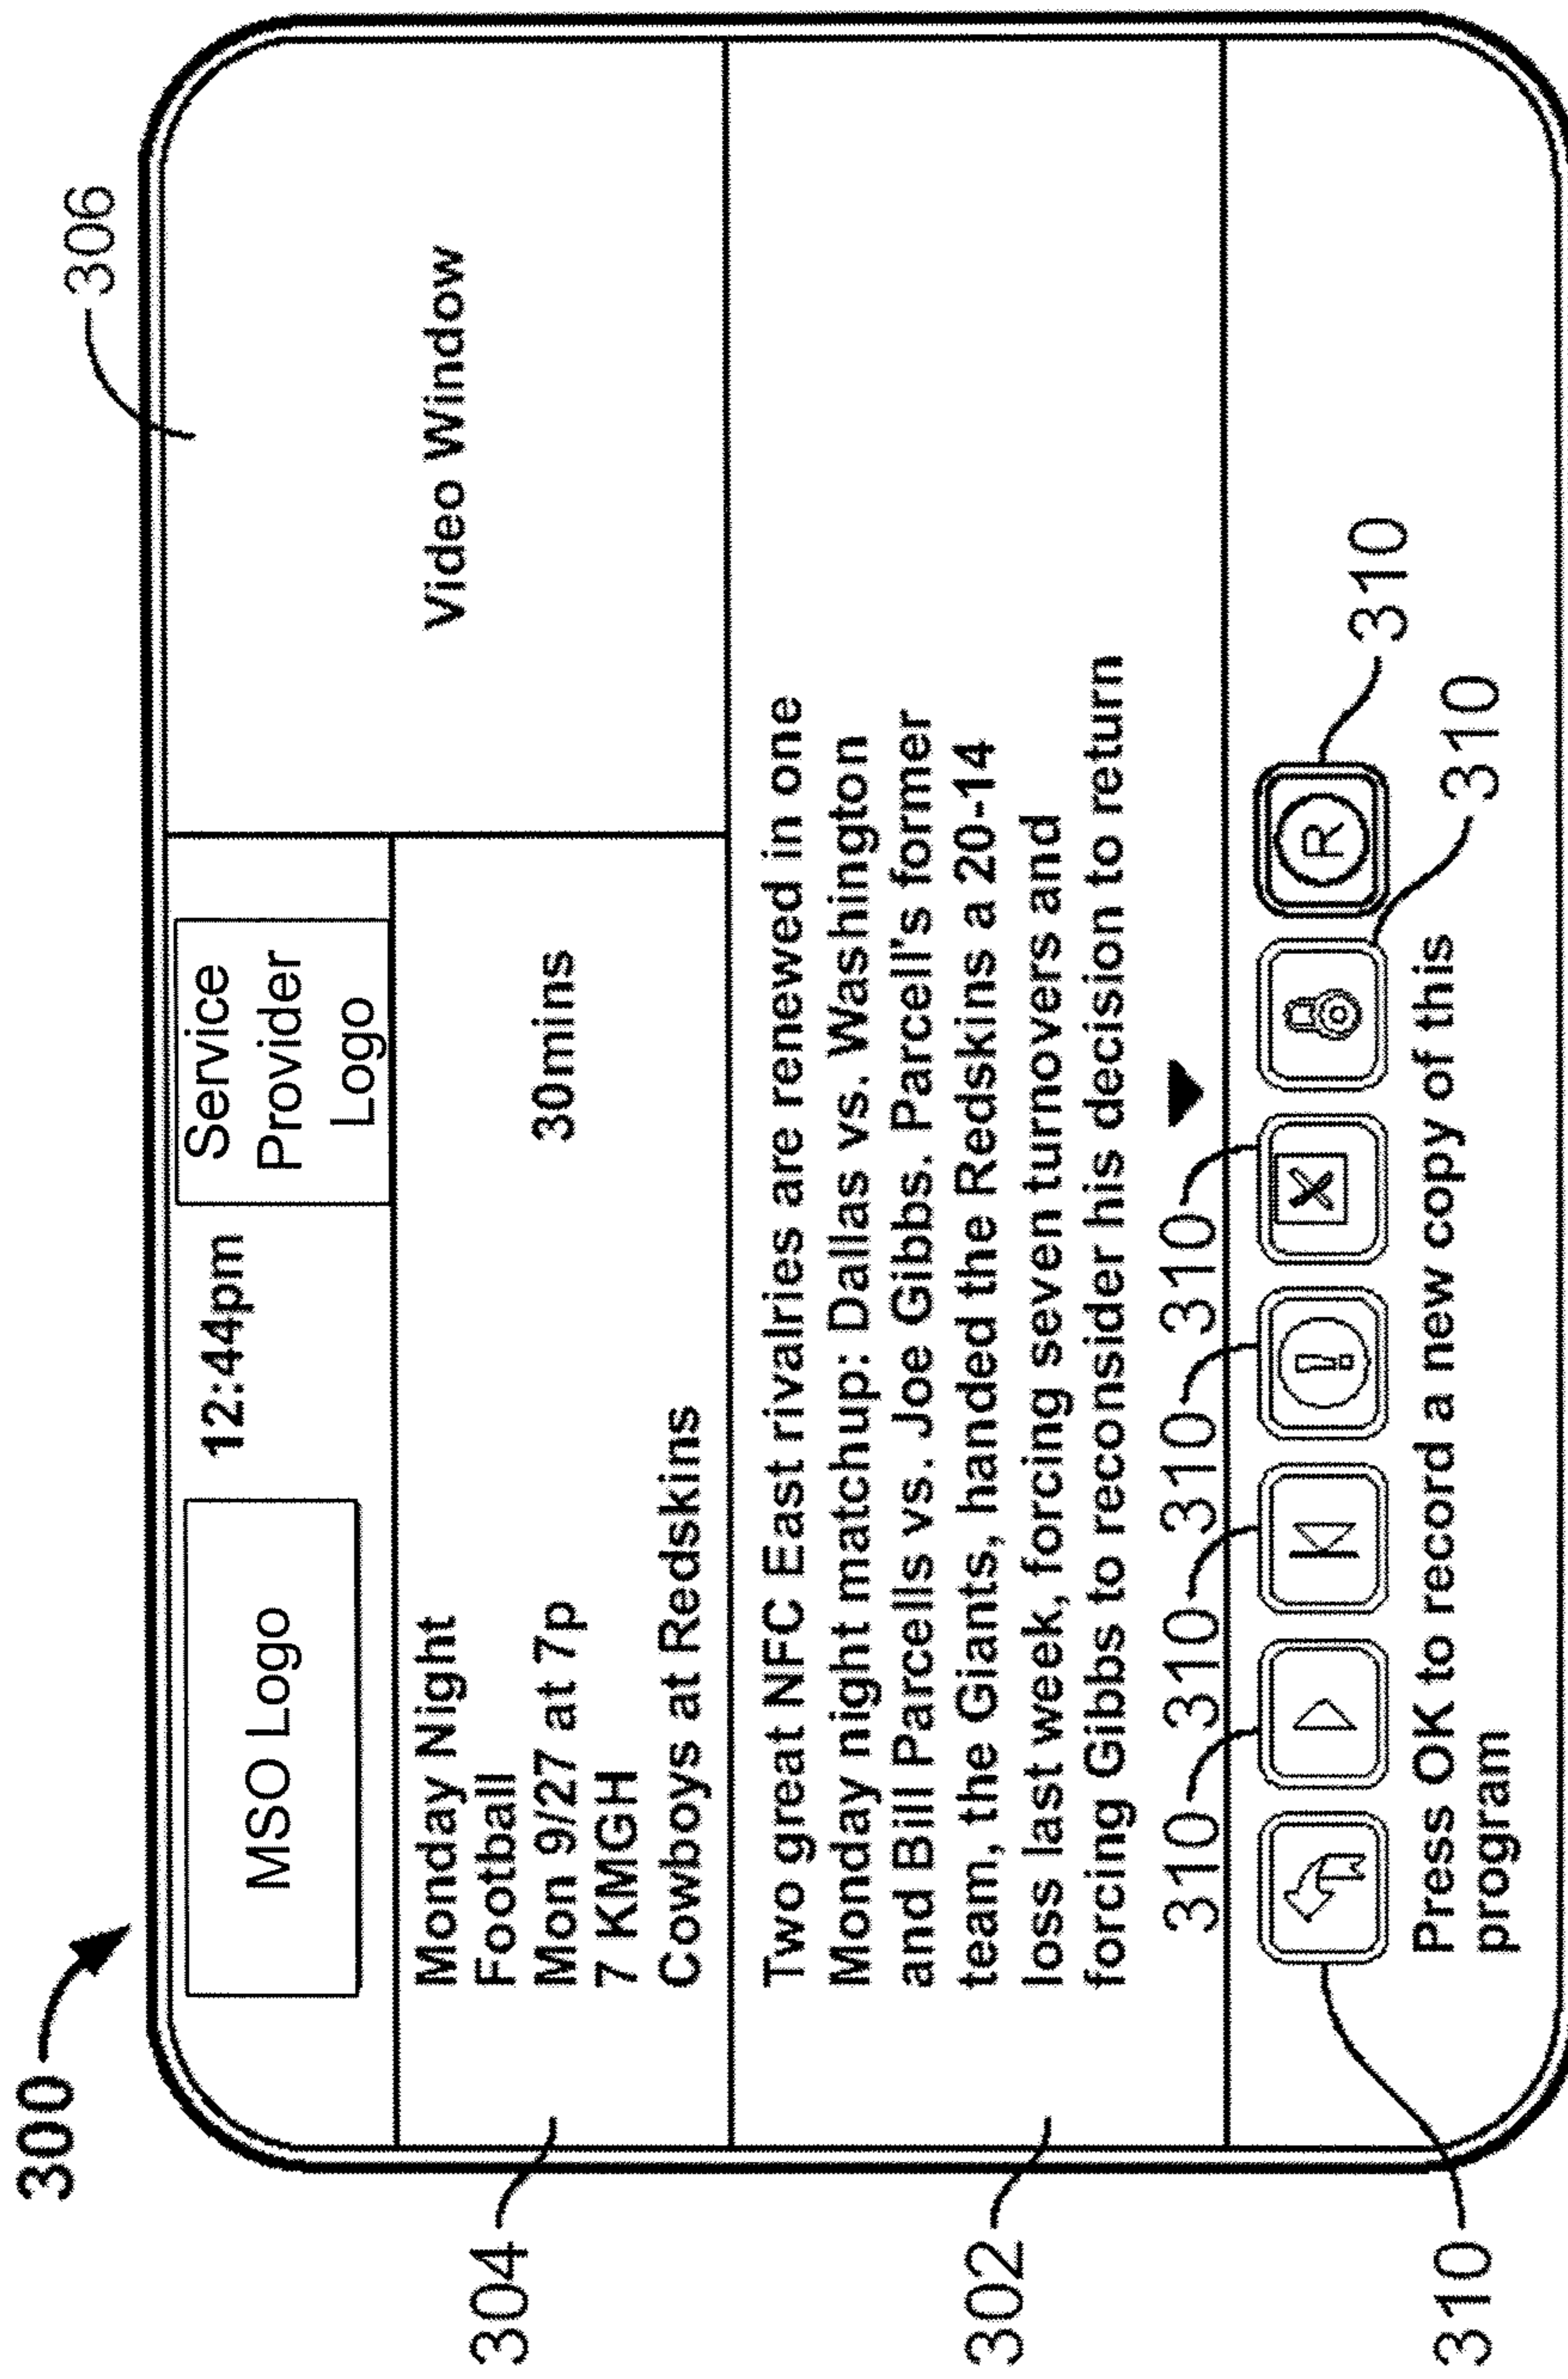 300
306
MSO Logo
12:44pm
Service
Provider
Logo
Video Window
Monday Night
Football
Mon 9/27 at 7p
7 KMGH
Cowboys at Redskins
30mins
304
Two great NFC East rivalries are renewed in one
Monday night matchup: Dallas vs. Washington
and Bill Parcells vs. Joe Gibbs. Parcell's former
team, the Giants, handed the Redskins a 20-14
loss last week, forcing seven turnovers and
forcing Gibbs to reconsider his decision to return
302
310 310 310 310
R
310
310
Press OK to record a new copy of this
program
310